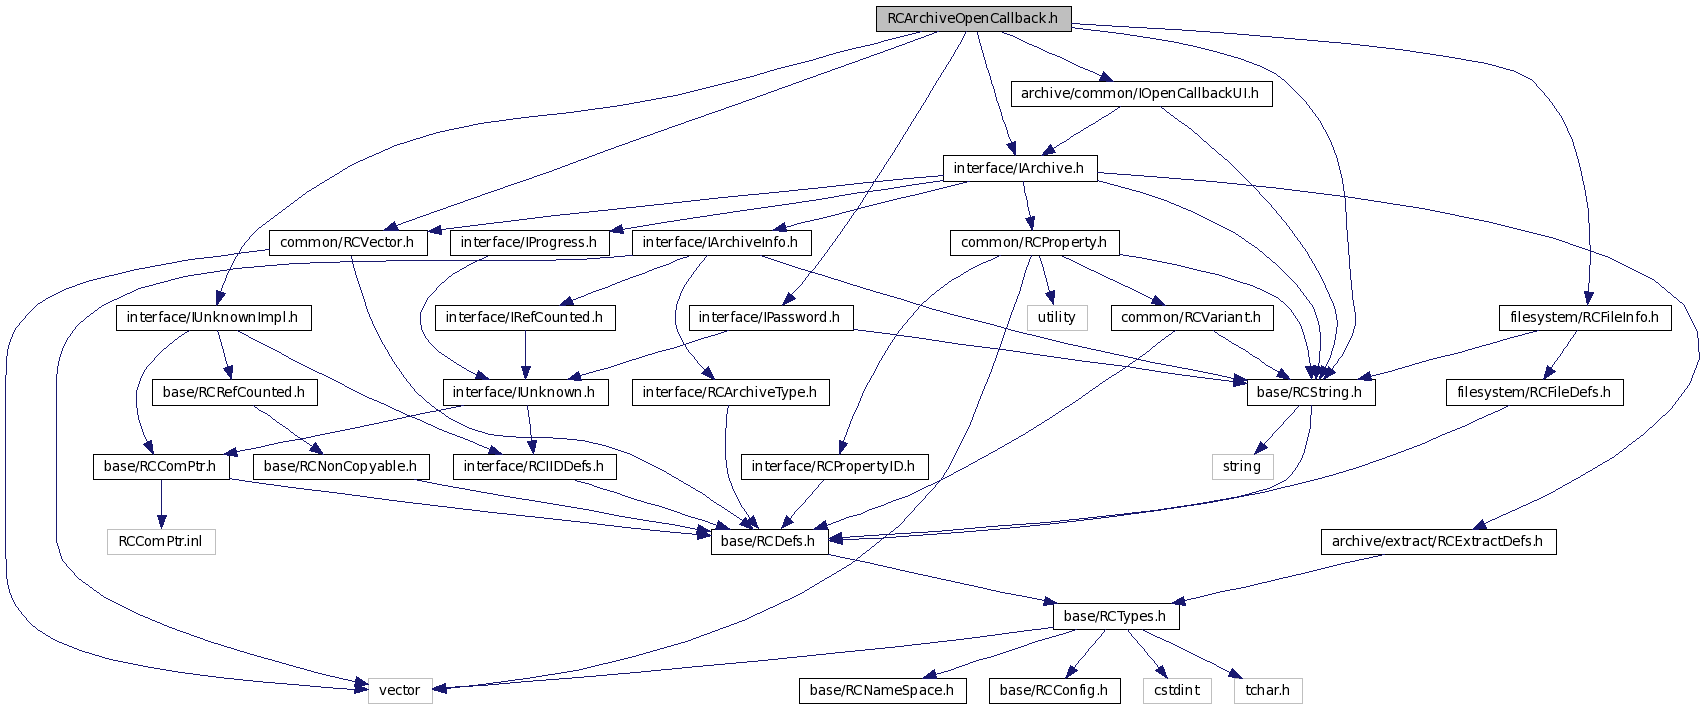 RCArchiveOpenCallback.h
archive/common/IOpenCallbackUI.h
interface/IArchive.h
common/RCVector.h
interface/IProgress.h
interface/IArchiveInfo.h
common/RCProperty.h
interface/IUnknownImpl.h
interface/IRefCounted.h
interface/IPassword.h
utility
common/RCVariant.h
filesystem/RCFileInfo.h
base/RCRefCounted.h
interface/IUnknown.h
interface/RCArchiveType.h
base/RCString.h
filesystem/RCFileDefs.h
base/RCComPtr.h
base/RCNonCopyable.h
interface/RCIIDDefs.h
interface/RCPropertyID.h
string
RCComPtr.inl
base/RCDefs.h
archive/extract/RCExtractDefs.h
base/RCTypes.h
vector
base/RCNameSpace.h
base/RCConfig.h
cstdint
tchar.h